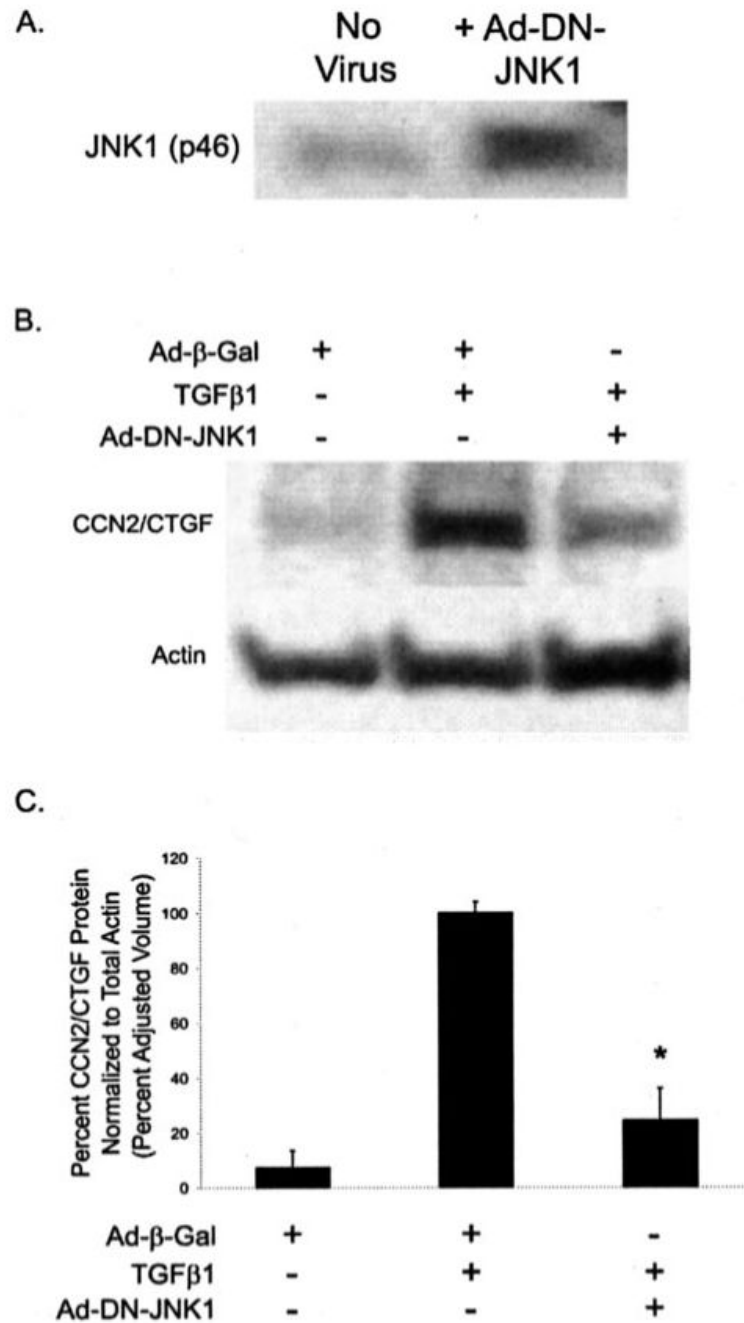 A.
No + Ad-DN-
Virus JNK1
JNK1 (p46)
B.
Ad-β-Gal + + -
TGFβ1 - + +
Ad-DN-JNK1 - - +
CCN2/CTGF
Actin
C.
Percent CCN2/CTGF Protein
Normalized to Total Actin
(Percent Adjusted Volume)
120
100
80
60
40
20
0
*
Ad-β-Gal + + -
TGFβ1 - + +
Ad-DN-JNK1 - - +